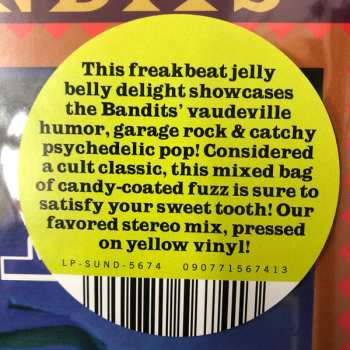 NDITS
This freakbeat jelly
belly delight showcases
the Bandits' vaudeville
humor, garage rock & catchy
psychedelic pop! Considered
a cult classic, this mixed bag
of candy-coated fuzz is sure to
satisfy your sweet tooth! Our
favored stereo mix, pressed
on yellow vinyl!
LP-SUND-5674 090771567413